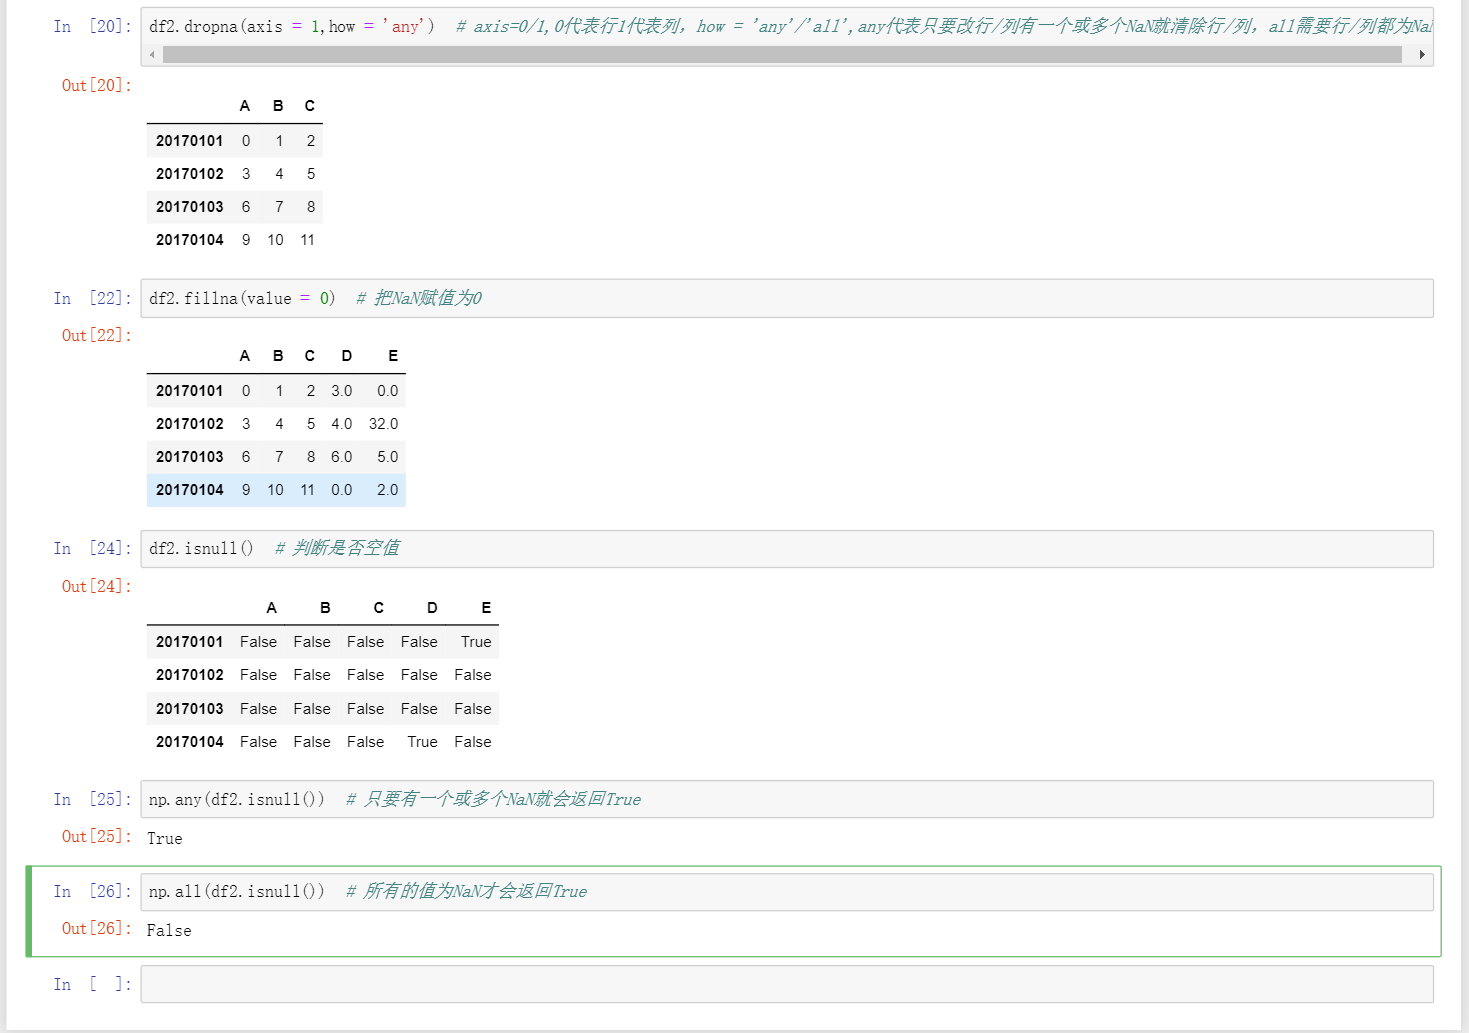 In [20]: df2.dropna(axis = 1,how = 'any')  # axis=0/1,0代表行1代表列，how = 'any'/'all',any代表只要改行/列有一个或多个NaN就清除行/列，all需要行/列都为NaN
Out[20]:
A B C
20170101 0 1 2
20170102 3 4 5
20170103 6 7 8
20170104 9 10 11
In [22]: df2.fillna(value = 0)  # 把NaN赋值为0
Out[22]:
A B C D E
20170101 0 1 2 3.0 0.0
20170102 3 4 5 4.0 32.0
20170103 6 7 8 6.0 5.0
20170104 9 10 11 0.0 2.0
In [24]: df2.isnull()  # 判断是否空值
Out[24]:
A B C D E
20170101 False False False False True
20170102 False False False False False
20170103 False False False False False
20170104 False False False True False
In [25]: np.any(df2.isnull())  # 只要有一个或多个NaN就会返回True
Out[25]: True
In [26]: np.all(df2.isnull())  # 所有的值为NaN才会返回True
Out[26]: False
In [ ]: